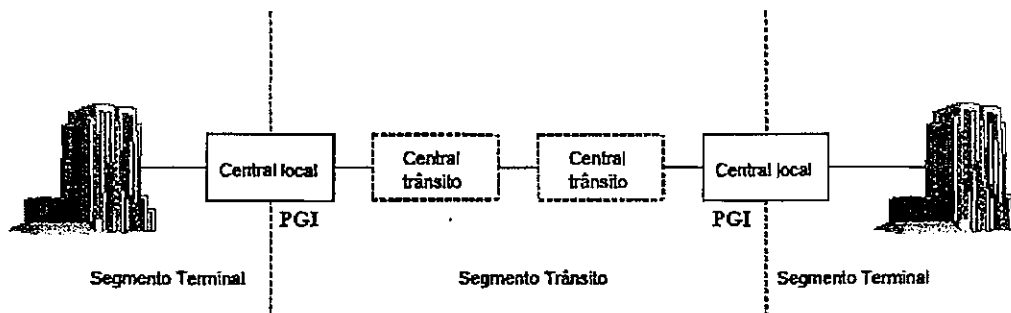 Central local
Central
trânsito
Central
trânsito
Central local
PGI
PGI
Segmento Terminal
Segmento Trânsito
Segmento Terminal